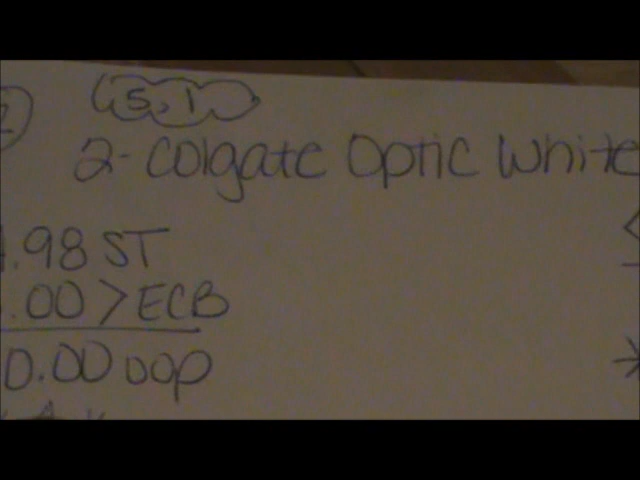 5, 1
2- Colgate Optic White
.98 ST
.00 > ECB
0.00 oop